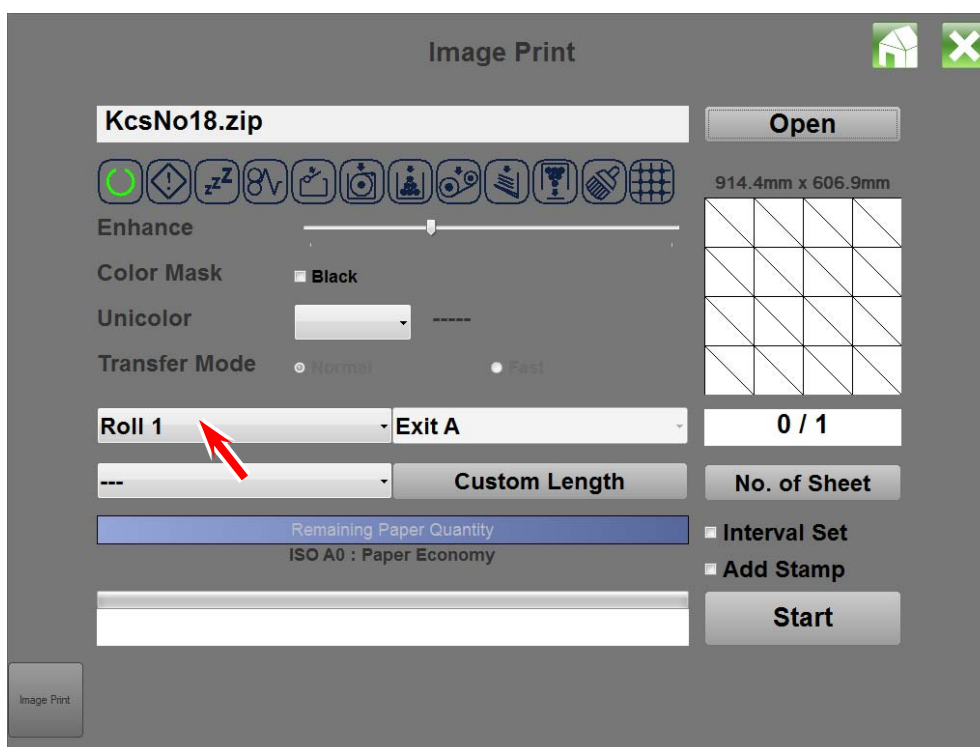 Image Print
KcsNo18.zip
Open
zzZ
914.4mm x 606.9mm
Enhance
Color Mask
Black
Unicolor
-----
Transfer Mode
Normal
Fast
Roll 1
Exit A
0 / 1
---
Custom Length
No. of Sheet
Remaining Paper Quantity
Interval Set
ISO A0 : Paper Economy
Add Stamp
Start
Image Print